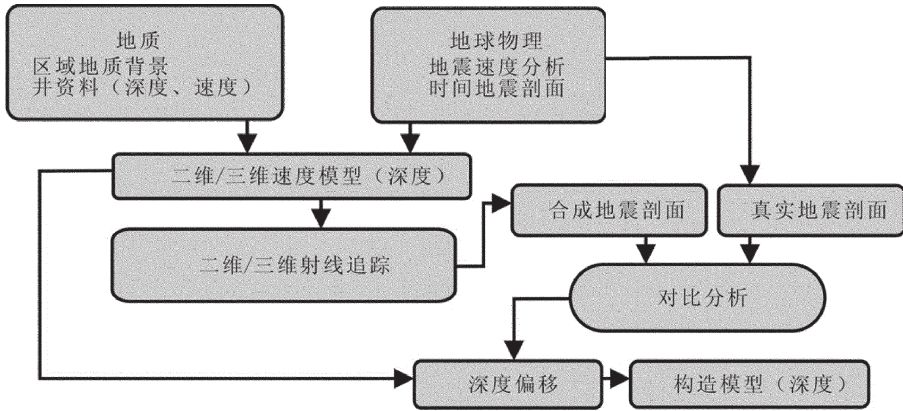 地质
区域地质背景
井资料（深度、速度）
地球物理
地震速度分析
时间地震剖面
二维/三维速度模型（深度）
合成地震剖面
真实地震剖面
二维/三维射线追踪
对比分析
深度偏移
构造模型（深度）